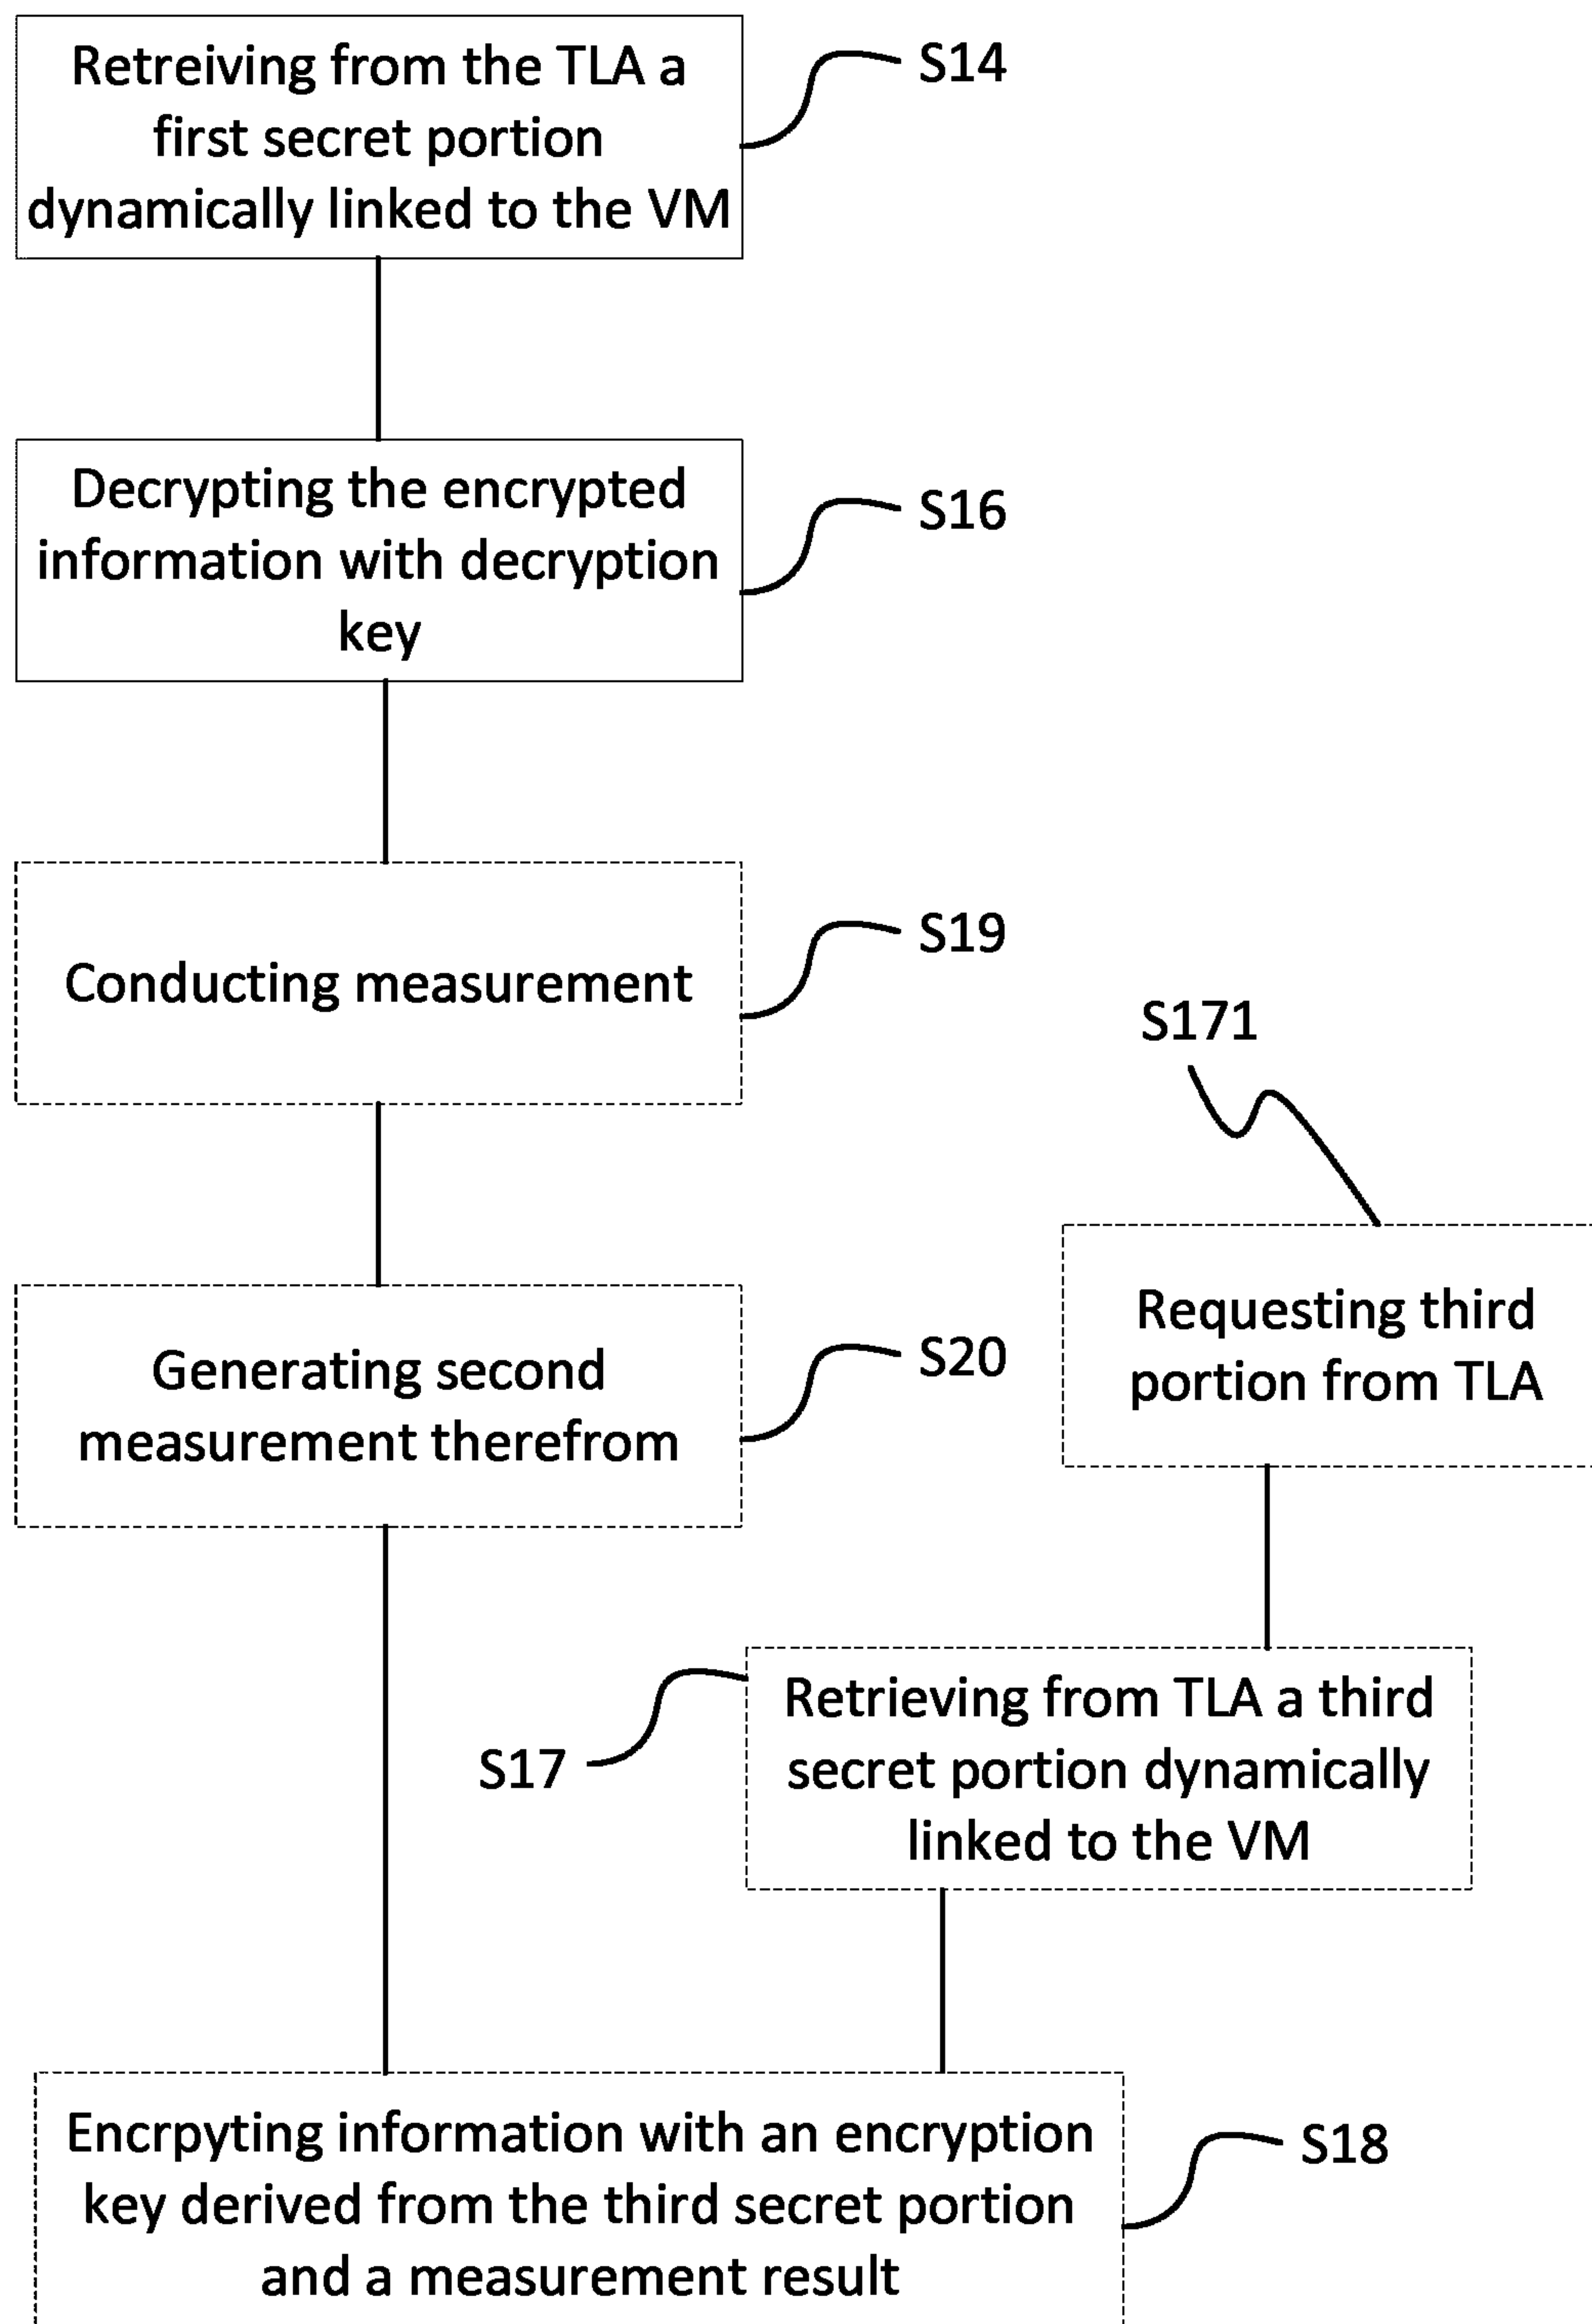 Retreiving from the TLA a
first secret portion
dynamically linked to the VM
S14
Decrypting the encrypted
information with decryption
key
S16
Conducting measurement
S19
S171
Generating second
measurement therefrom
S20
Requesting third
portion from TLA
Retrieving from TLA a third
secret portion dynamically
linked to the VM
S17
Encrpyting information with an encryption
key derived from the third secret portion
and a measurement result
S18